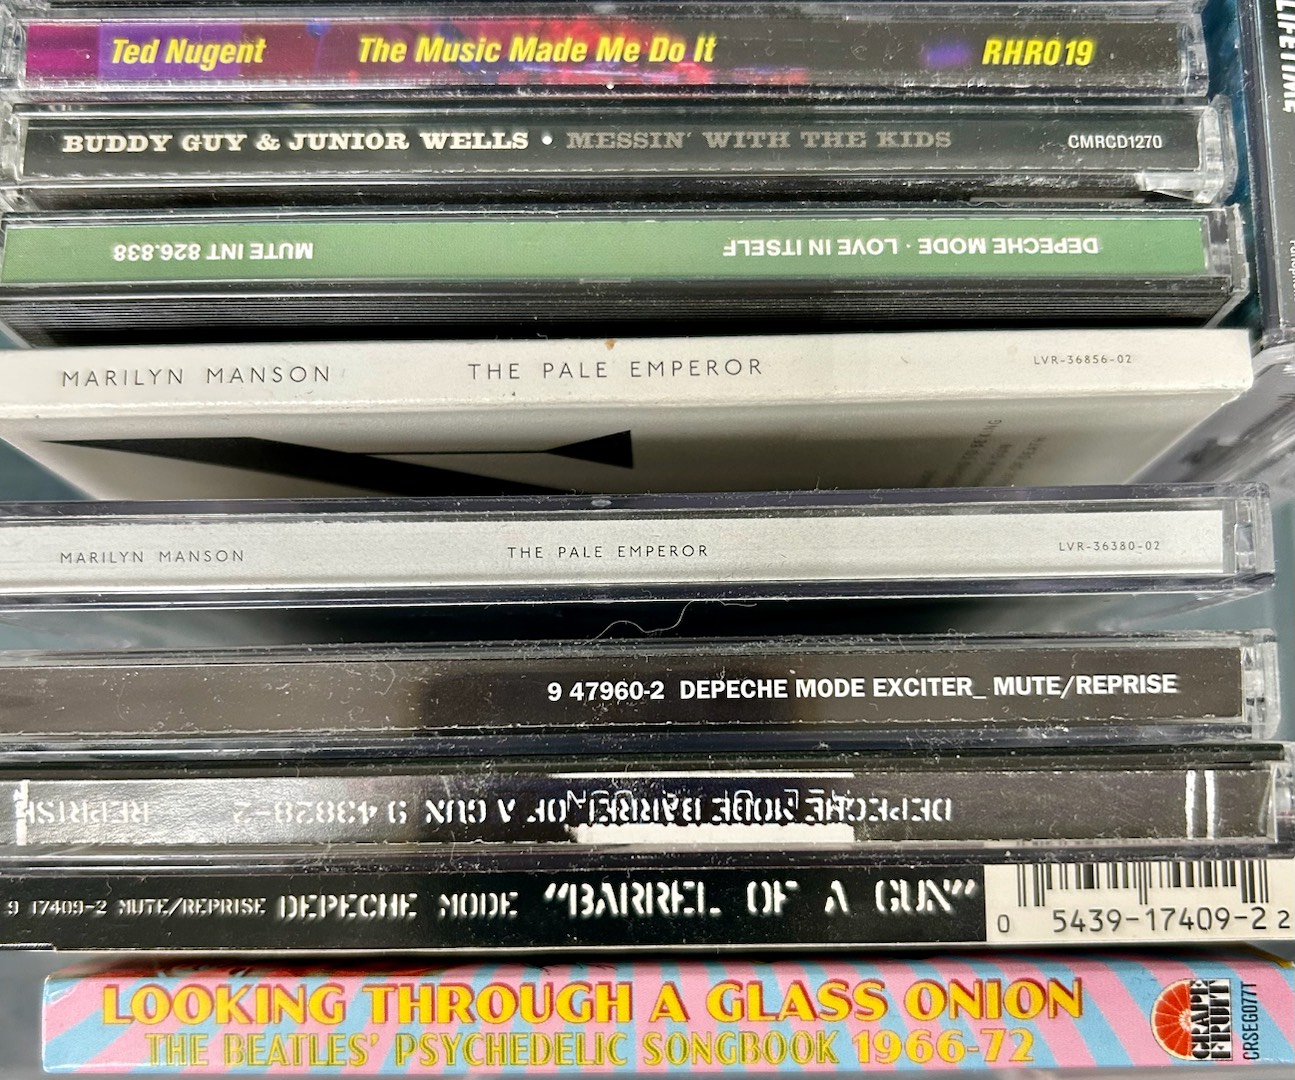 Ted Nugent The Music Made Me Do It RHR019
BUDDY GUY & JUNIOR WELLS • MESSIN' WITH THE KIDS CMRCD1270
DEPECHE MODE · LOVE IN ITSELF MUTE INT 826.838
MARILYN MANSON THE PALE EMPEROR LVR-36856-02
OF DEATH
MARILYN MANSON THE PALE EMPEROR LVR-36380-02
9 47960-2 DEPECHE MODE EXCITER_ MUTE/REPRISE
DEPECHE MODE BARREL OF A GUN 9 43828-2 REPRISE
9 17409-2 MUTE/REPRISE DEPECHE MODE "BARREL OF A GUN" 0 5439-17409-2 2
LOOKING THROUGH A GLASS ONION
THE BEATLES' PSYCHEDELIC SONGBOOK 1966-72
GRAPE
FRUIT
CRSEG077T
LIFETIME